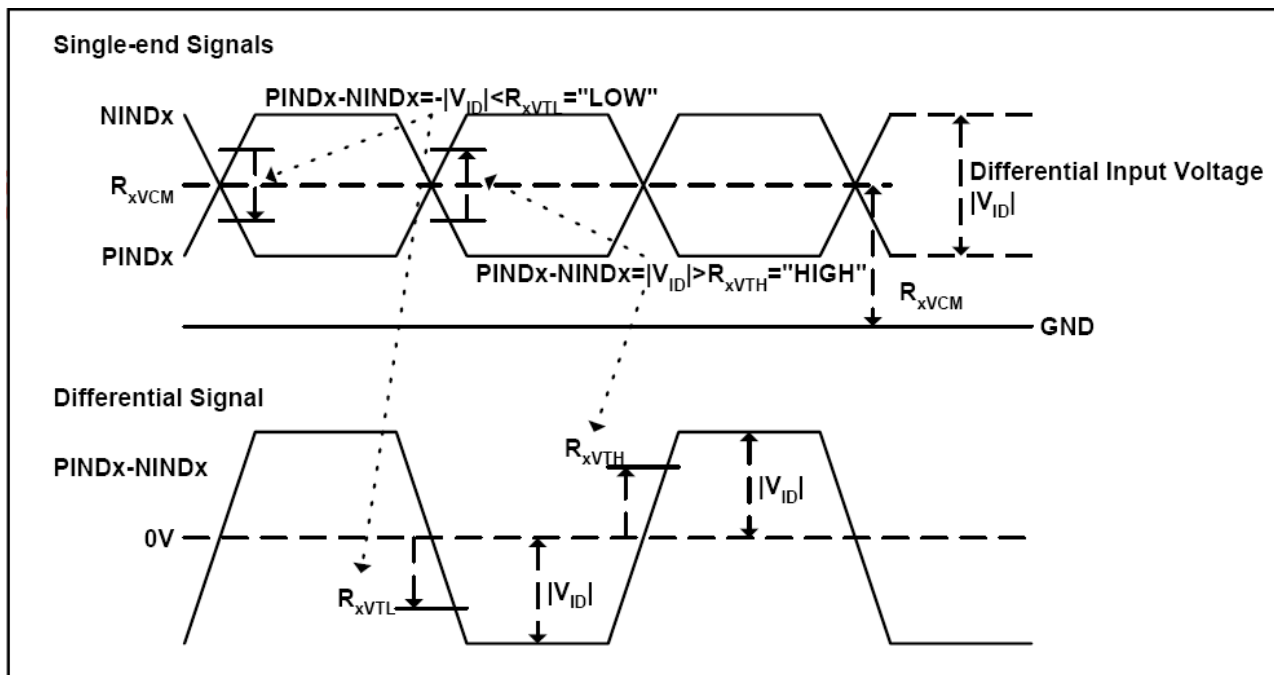 Single-end Signals
PINDx-NINDx=-|VID|<RxVTL="LOW"
NINDx
Differential Input Voltage
|VID|
RxVCM
PINDx
PINDx-NINDx=|VID|>RxVTH="HIGH"
RxVCM
GND
Differential Signal
RxVTH
PINDx-NINDx
|VID|
0V
RxVTL
|VID|